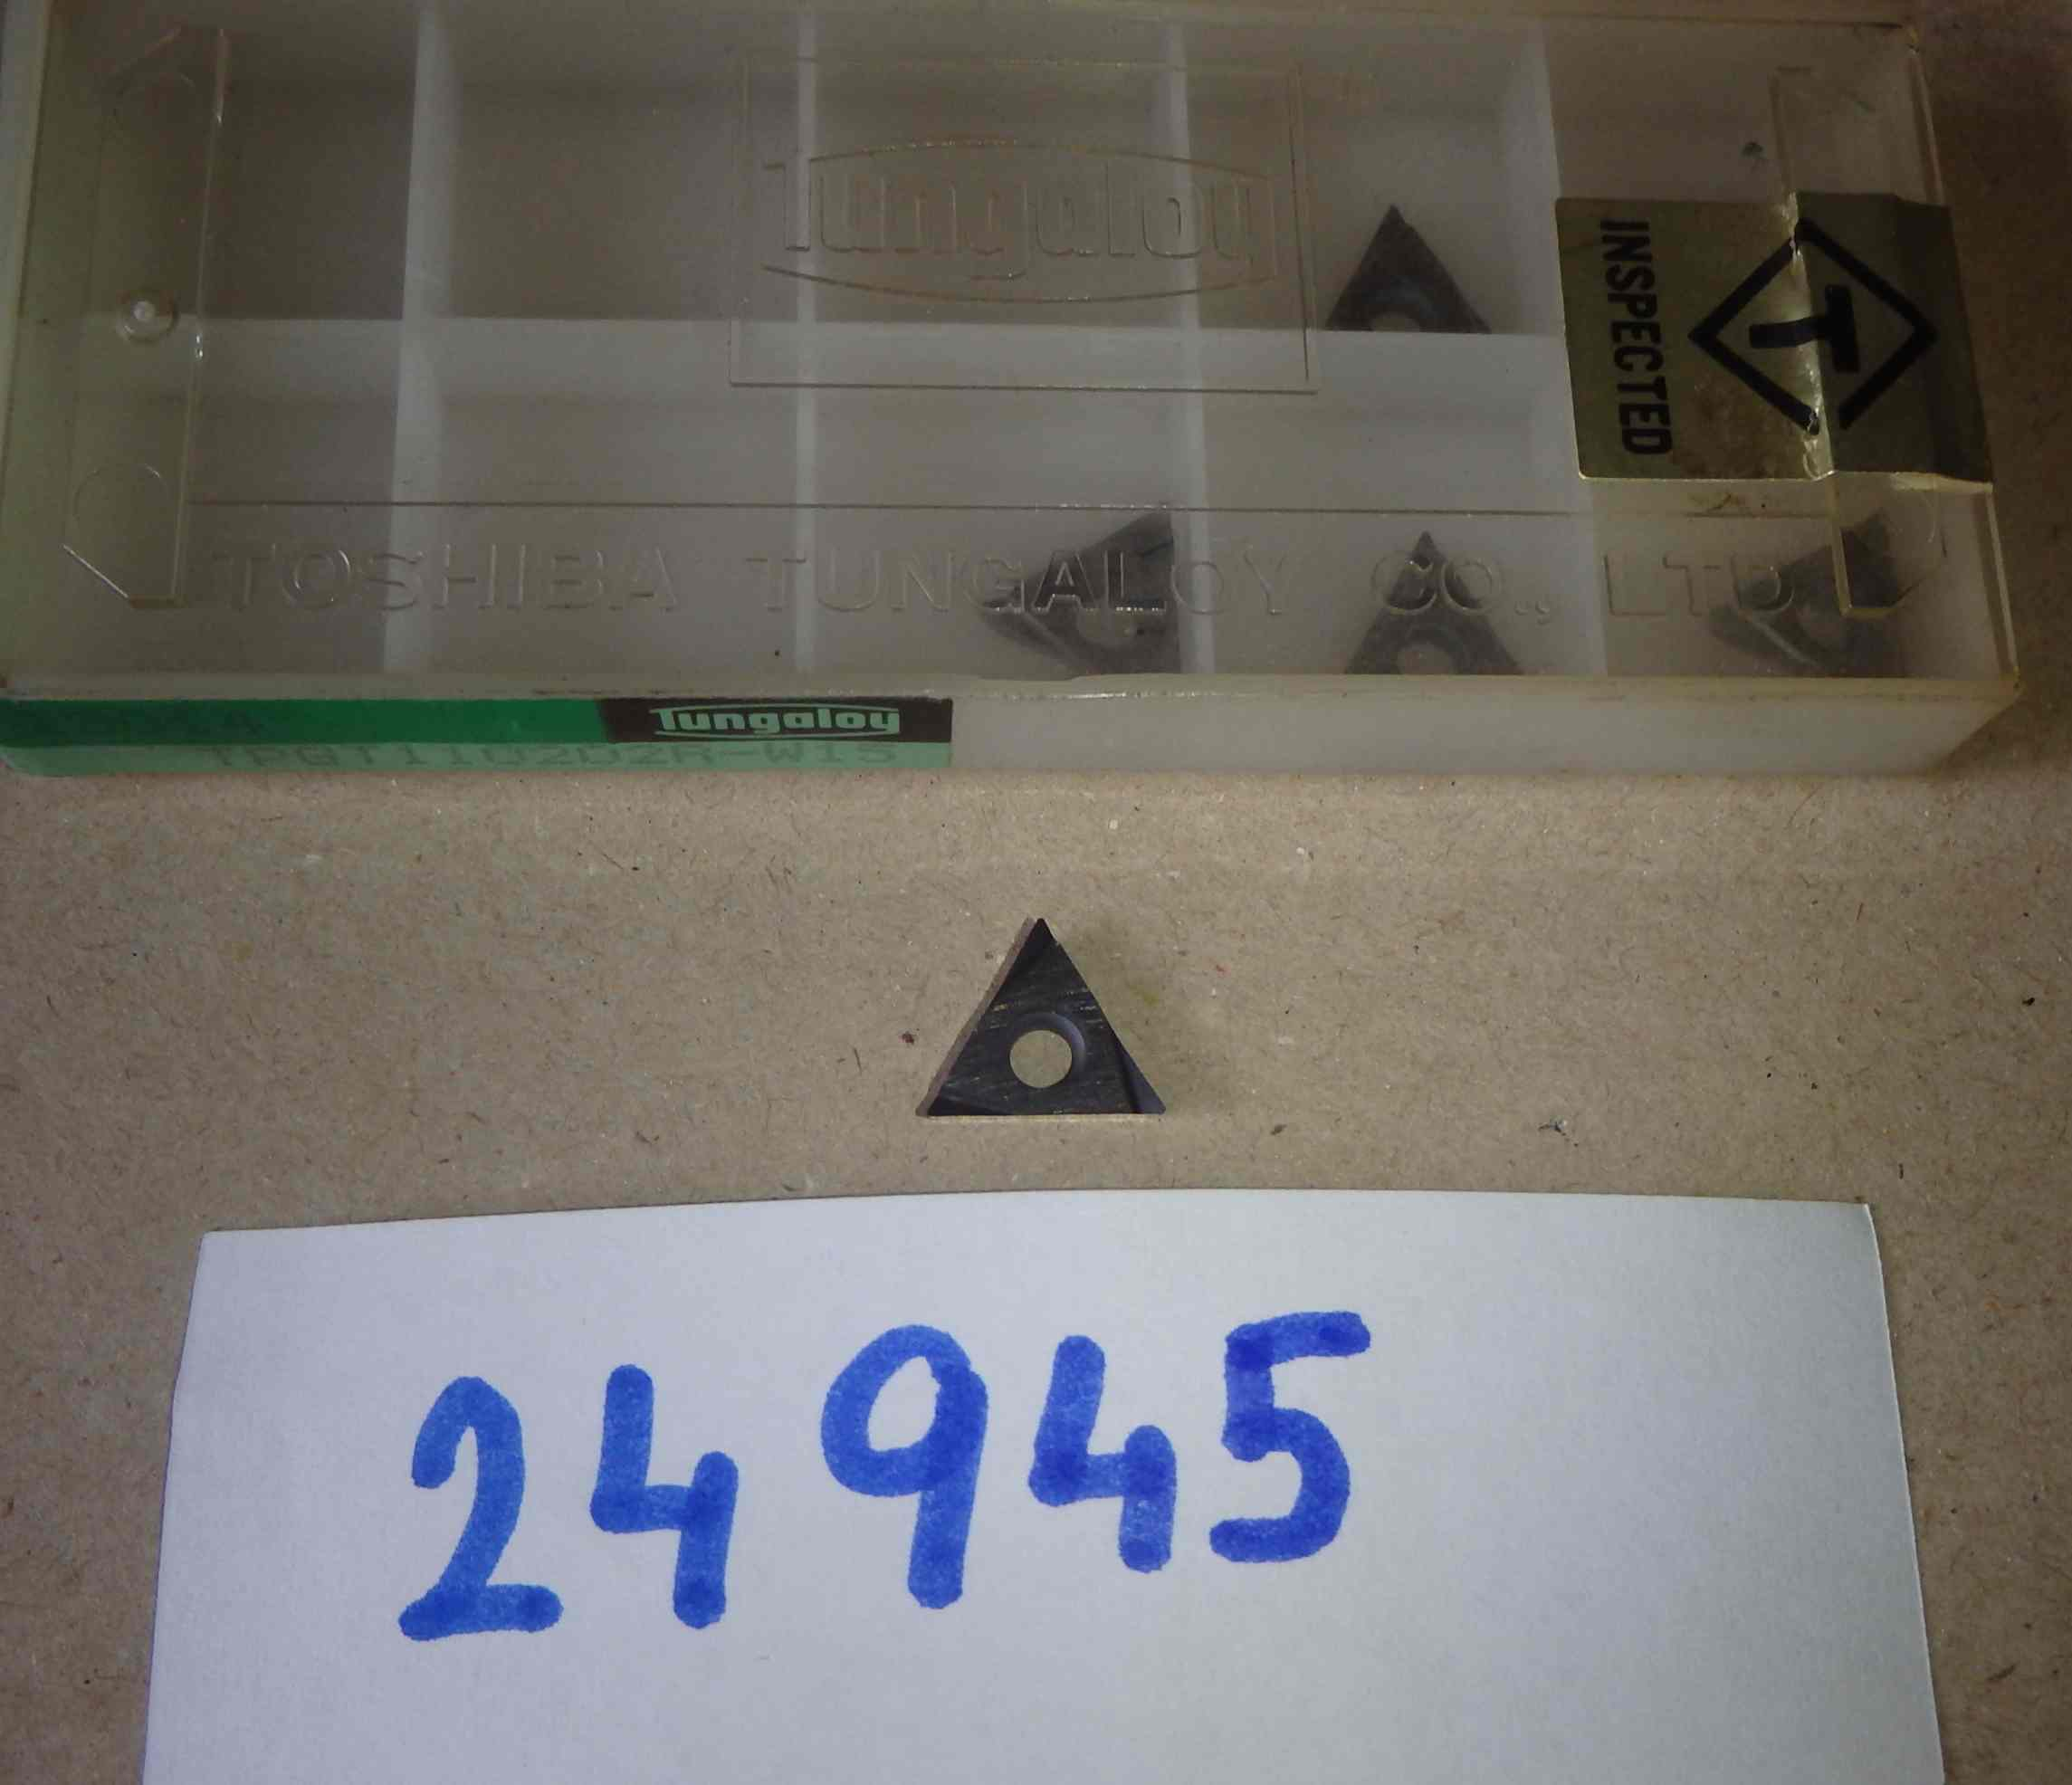 Tungaloy
INSPECTED
T
TOSHIBA TUNGALOY CO., LTD
Tungaloy
TPGT110202R-W15
24945